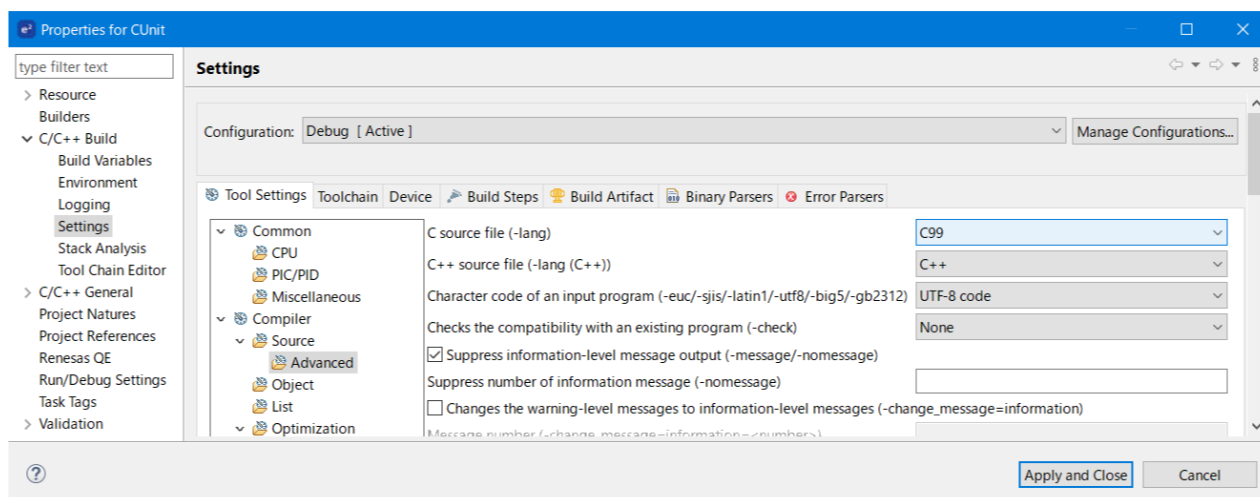 e² Properties for CUnit
type filter text
Settings
Resource
Builders
C/C++ Build
Build Variables
Environment
Logging
Settings
Stack Analysis
Tool Chain Editor
C/C++ General
Project Natures
Project References
Renesas QE
Run/Debug Settings
Task Tags
Validation
Configuration: Debug [ Active ] Manage Configurations...
Tool Settings Toolchain Device Build Steps Build Artifact Binary Parsers Error Parsers
Common
CPU
PIC/PID
Miscellaneous
Compiler
Source
Advanced
Object
List
Optimization
C source file (-lang) C99
C++ source file (-lang (C++)) C++
Character code of an input program (-euc/-sjis/-latin1/-utf8/-big5/-gb2312) UTF-8 code
Checks the compatibility with an existing program (-check) None
Suppress information-level message output (-message/-nomessage)
Suppress number of information message (-nomessage)
Changes the warning-level messages to information-level messages (-change_message=information)
Message number (-change_message=information=<number>)
? Apply and Close Cancel